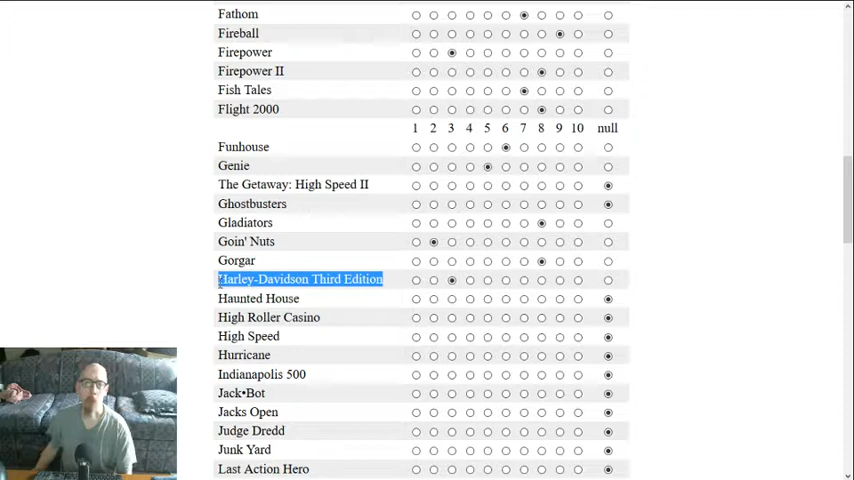 Fathom
Fireball
Firepower
Firepower II
Fish Tales
Flight 2000
1 2 3 4 5 6 7 8 9 10 null
Funhouse
Genie
The Getaway: High Speed II
Ghostbusters
Gladiators
Goin' Nuts
Gorgar
Harley-Davidson Third Edition
Haunted House
High Roller Casino
High Speed
Hurricane
Indianapolis 500
Jack•Bot
Jacks Open
Judge Dredd
Junk Yard
Last Action Hero